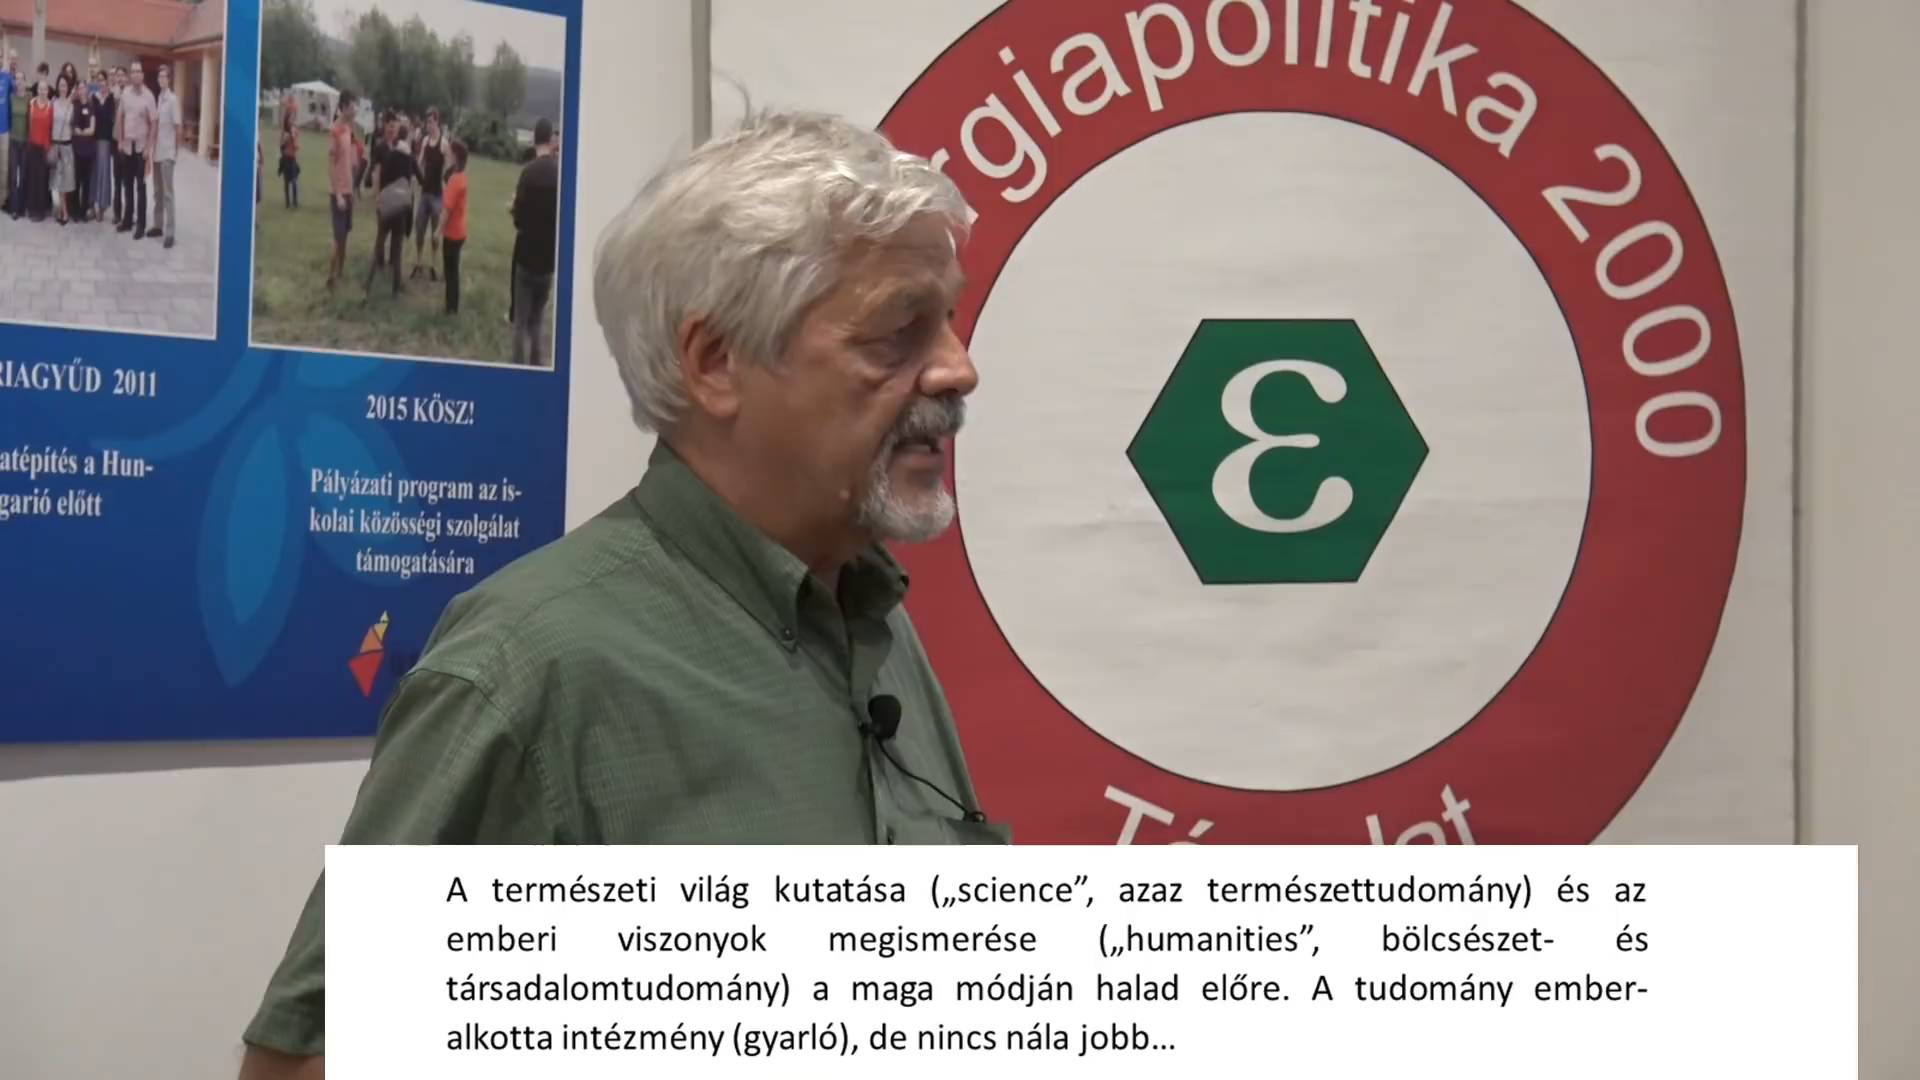 rgiapolitika 2000
ε
RIAGYŰD 2011
atépítés a Hun-
garió előtt
2015 KÖSZ!
Pályázati program az is-
kolai közösségi szolgálat
támogatására
A természeti világ kutatása („science”, azaz természettudomány) és az
emberi viszonyok megismerése („humanities”, bölcsészet- és
társadalomtudomány) a maga módján halad előre. A tudomány ember-
alkotta intézmény (gyarló), de nincs nála jobb...